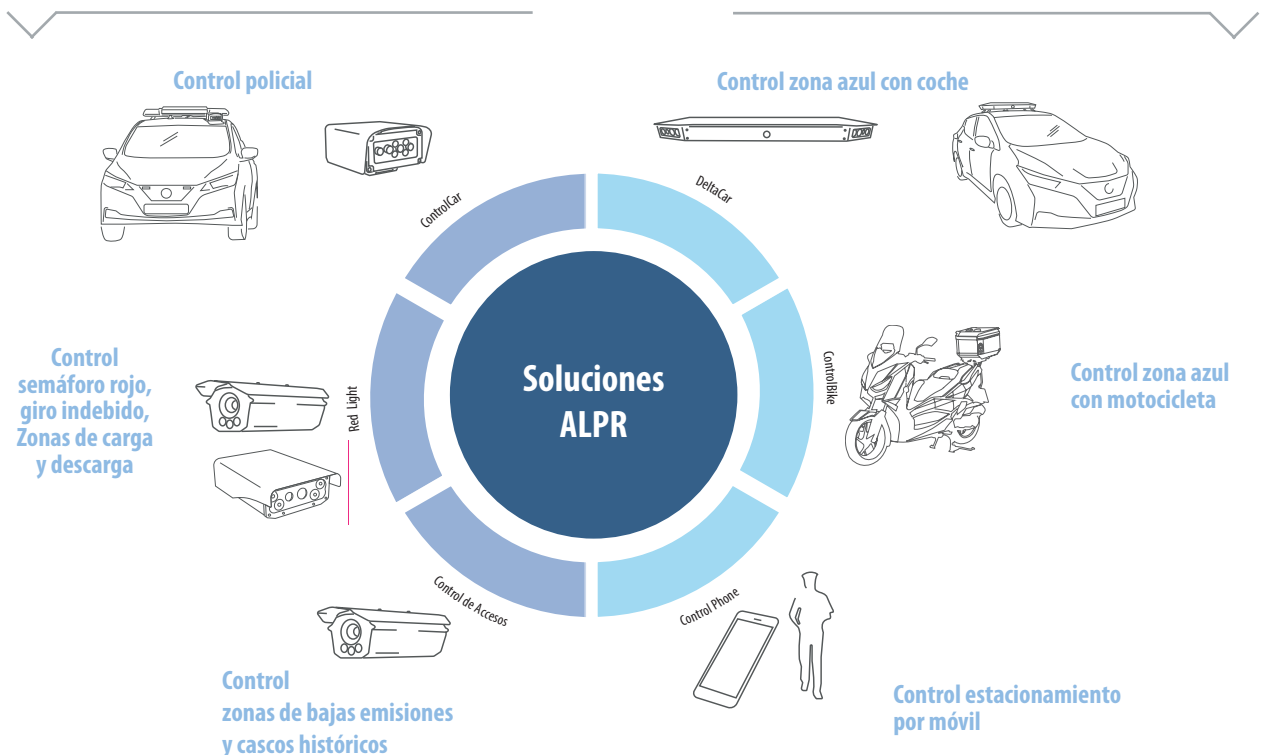 Control policial
Control zona azul con coche
ControlCar
DeltaCar
Control
semáforo rojo,
giro indebido,
Zonas de carga
y descarga
Red Light
Soluciones
ALPR
ControlBike
Control zona azul
con motocicleta
Control de Accesos
Control Phone
Control
zonas de bajas emisiones
y cascos históricos
Control estacionamiento
por móvil